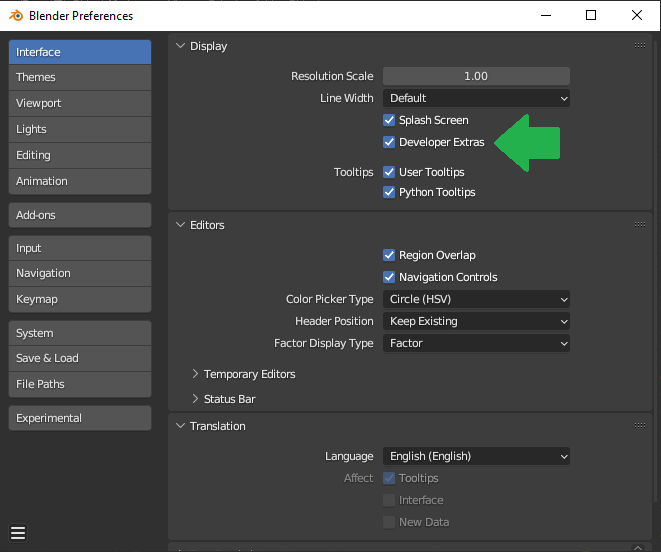 Blender Preferences
Interface
Themes
Viewport
Lights
Editing
Animation
Add-ons
Input
Navigation
Keymap
System
Save & Load
File Paths
Experimental
Display
Resolution Scale 1.00
Line Width Default
Splash Screen
Developer Extras
Tooltips User Tooltips
Python Tooltips
Editors
Region Overlap
Navigation Controls
Color Picker Type Circle (HSV)
Header Position Keep Existing
Factor Display Type Factor
Temporary Editors
Status Bar
Translation
Language English (English)
Affect Tooltips
Interface
New Data